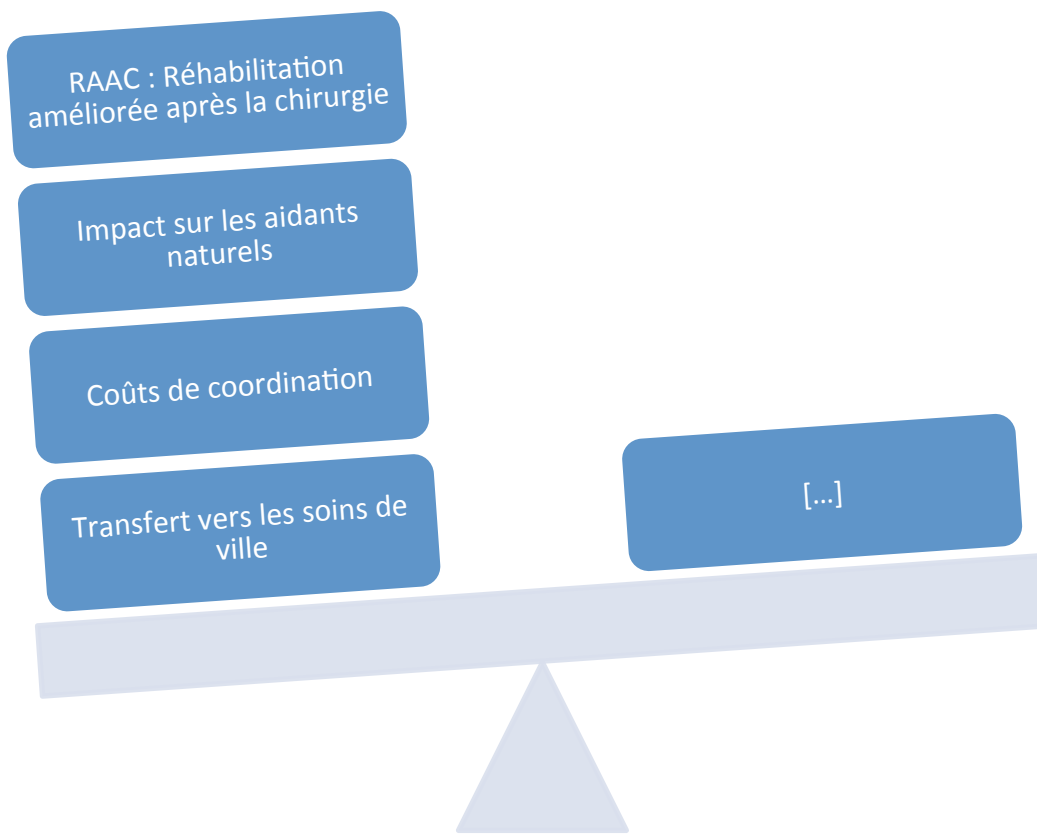 RAAC : Réhabilitation
améliorée après la chirurgie
Impact sur les aidants
naturels
Coûts de coordination
Transfert vers les soins de
ville
[...]